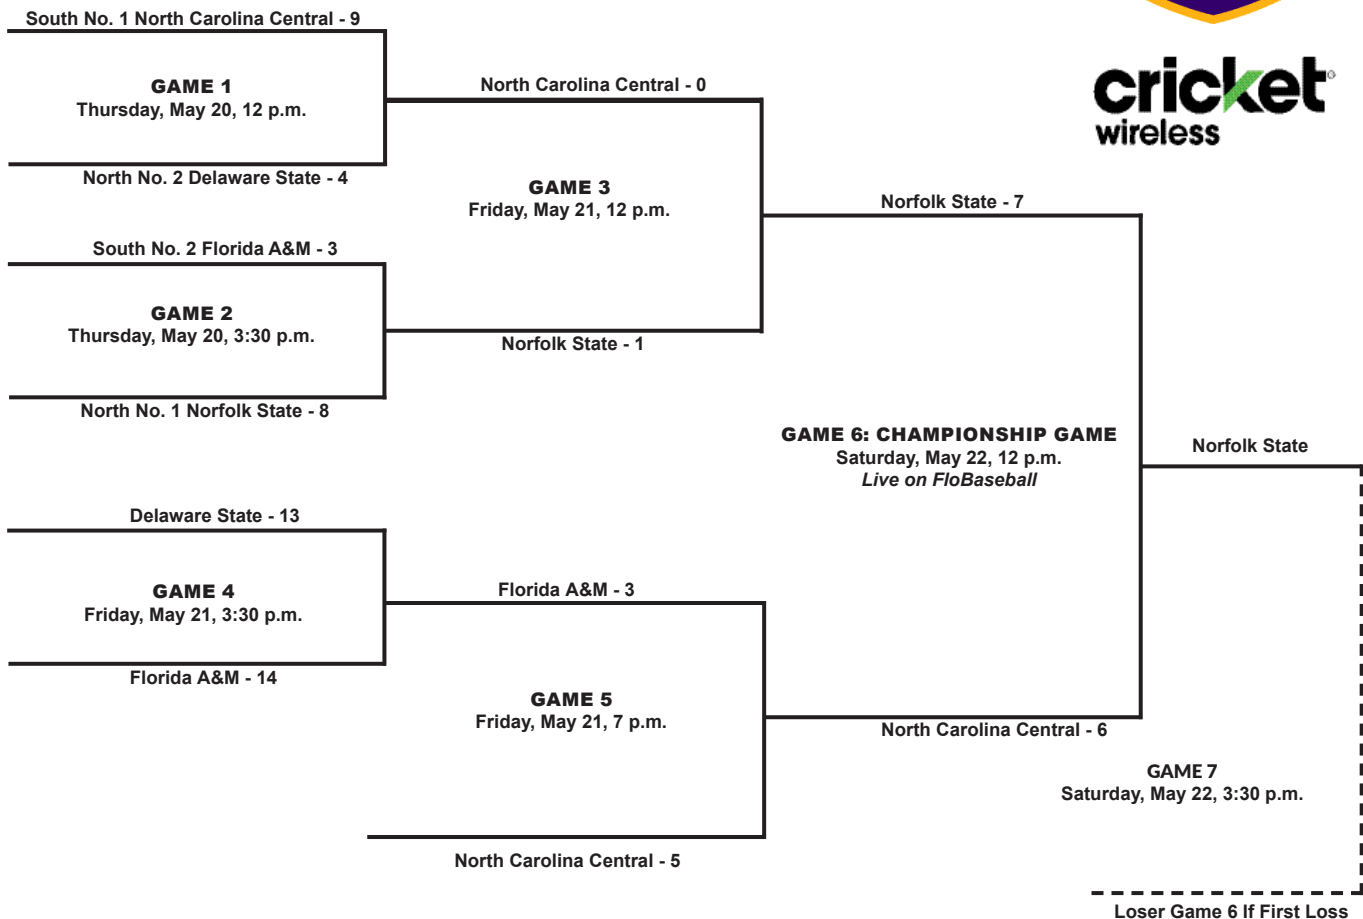 South No. 1 North Carolina Central - 9
GAME 1
Thursday, May 20, 12 p.m.
North No. 2 Delaware State - 4
South No. 2 Florida A&M - 3
GAME 2
Thursday, May 20, 3:30 p.m.
North No. 1 Norfolk State - 8
North Carolina Central - 0
GAME 3
Friday, May 21, 12 p.m.
Norfolk State - 1
Delaware State - 13
GAME 4
Friday, May 21, 3:30 p.m.
Florida A&M - 14
Florida A&M - 3
GAME 5
Friday, May 21, 7 p.m.
North Carolina Central - 5
cricket
wireless
Norfolk State - 7
GAME 6: CHAMPIONSHIP GAME
Saturday, May 22, 12 p.m.
Live on FloBaseball
North Carolina Central - 6
Norfolk State
GAME 7
Saturday, May 22, 3:30 p.m.
Loser Game 6 If First Loss